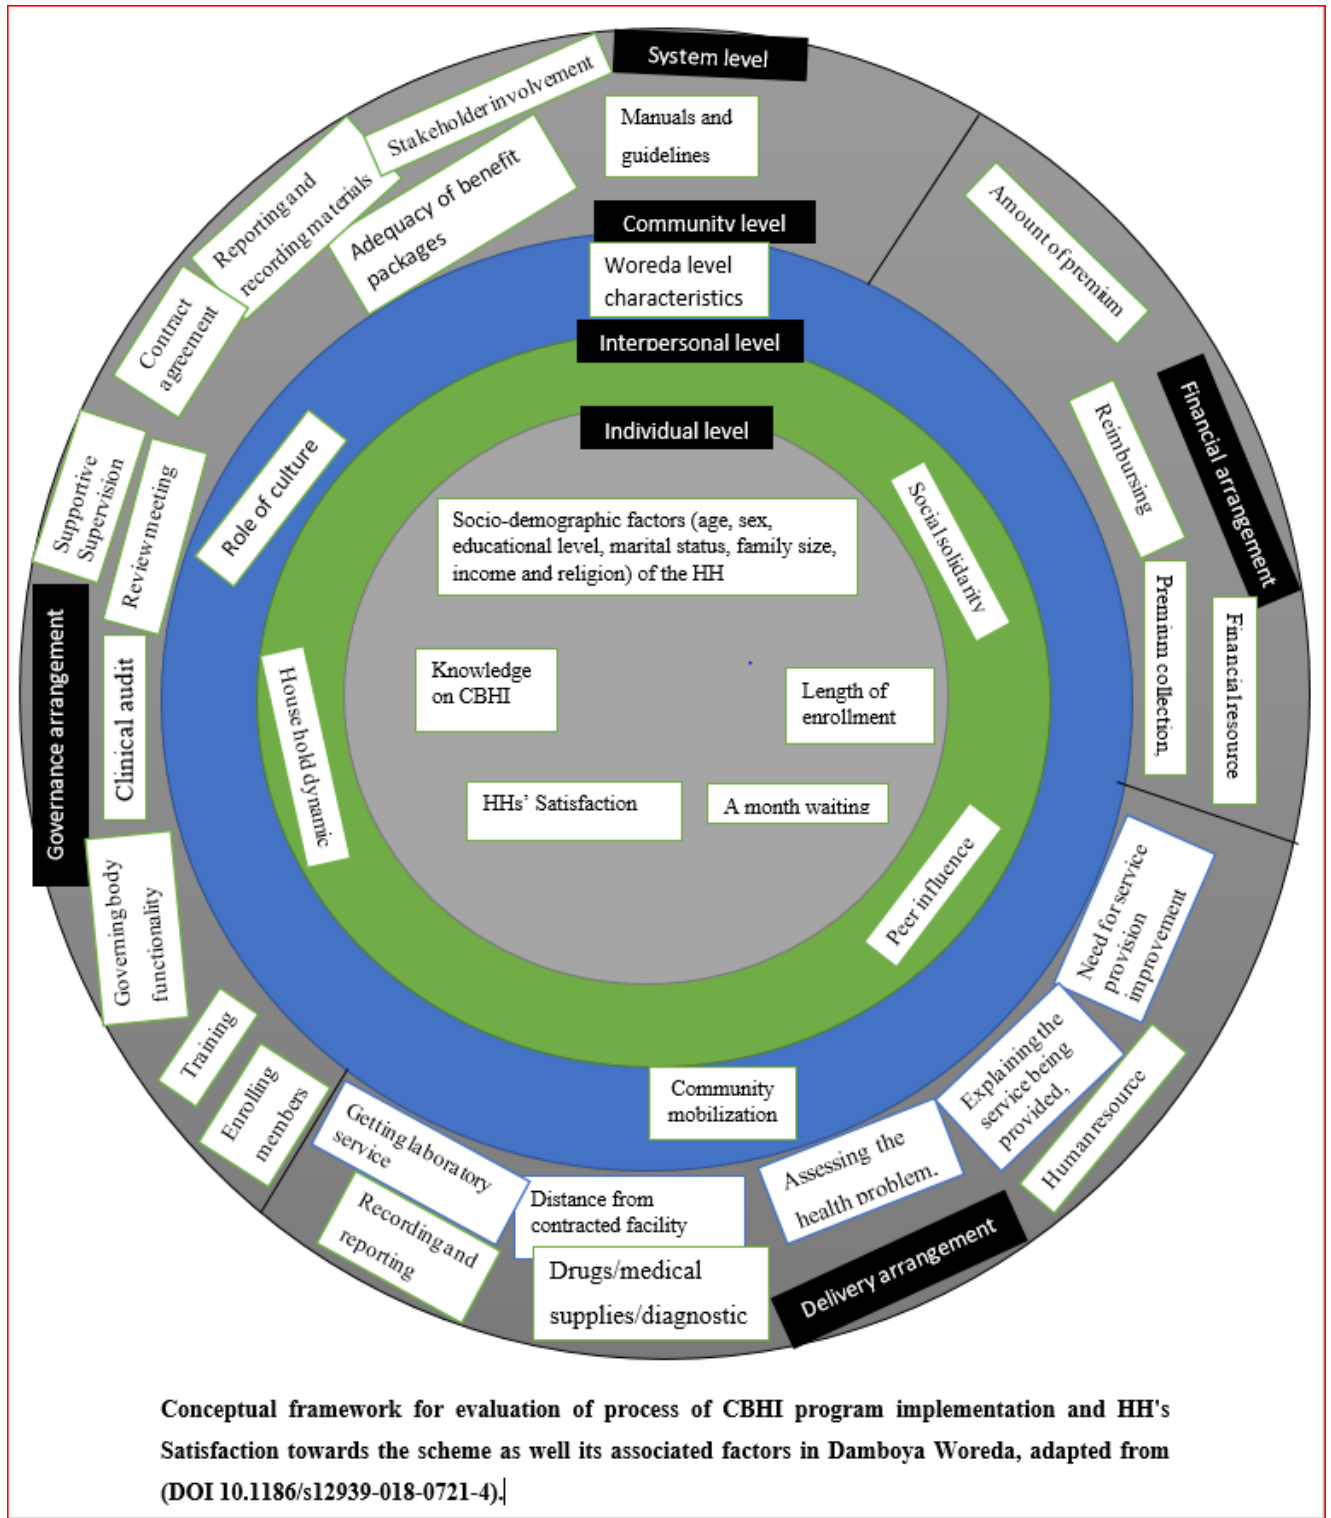 System level
Stakeholder involvement
Manuals and
guidelines
Reporting and
recording materials
Adequacy of benefit
packages
Contract
agreement
Amount of premium
Community level
Woreda level
characteristics
Interpersonal level
Individual level
Financial arrangement
Reimbursing
Premium collection,
Financial resource
Supportive
Supervision
Review meeting
Role of culture
Social solidarity
Socio-demographic factors (age, sex,
educational level, marital status, family size,
income and religion) of the HH
Knowledge
on CBHI
Length of
enrollment
HHs’ Satisfaction
A month waiting
Household dynamic
Peer influence
Governance arrangement
Clinical audit
Governing body
functionality
Training
Enrolling
members
Need for service
provision
improvement
Explaining the
service being
provided,
Human resource
Community
mobilization
Getting laboratory
service
Recording and
reporting
Distance from
contracted facility
Drugs/medical
supplies/diagnostic
Assessing the
health problem.
Delivery arrangement
Conceptual framework for evaluation of process of CBHI program implementation and HH's
Satisfaction towards the scheme as well its associated factors in Damboya Woreda, adapted from
(DOI 10.1186/s12939-018-0721-4).